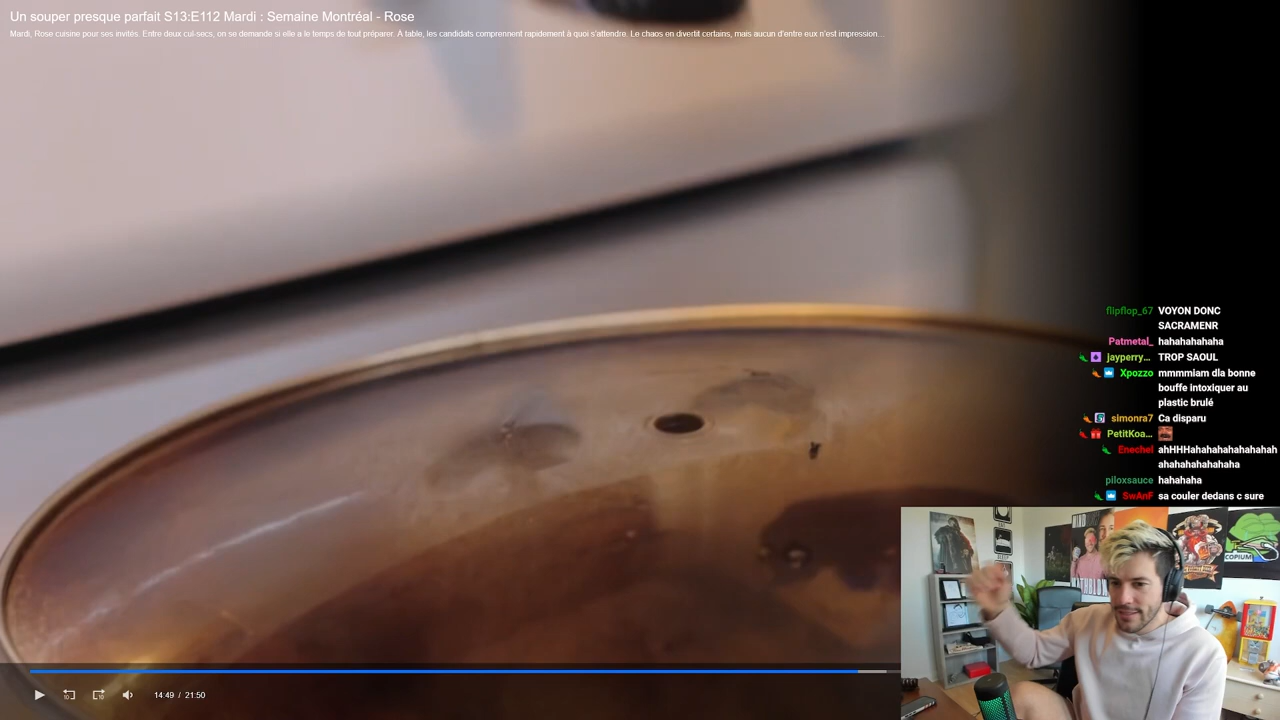 Un souper presque parfait S13:E112 Mardi : Semaine Montréal - Rose
Mardi, Rose cuisine pour ses invités. Entre deux cul-secs, on se demande si elle a le temps de tout préparer. À table, les candidats comprennent rapidement à quoi s'attendre. Le chaos en divertit certains, mais aucun d'entre eux n'est impression...
flipflop_67 VOYON DONC
SACRAMENR
Patmetal_ hahahahahaha
jayperry... TROP SAOUL
Xpozzo mmmmiam dla bonne
bouffe intoxiquer au
plastic brulé
simonra7 Ca disparu
PetitKoa...
Enechel ahHHHahahahahahahahah
ahahahahahahaha
piloxsauce hahahaha
SwAnF sa couler dedans c sure
COPIUM
10
10
14:49 / 21:50